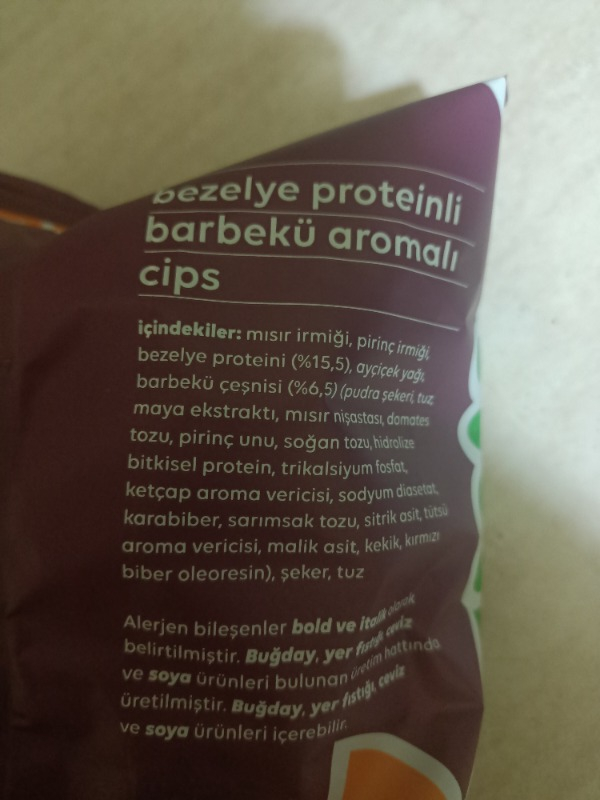 bezelye proteinli
barbekü aromalı
cips
içindekiler: mısır irmiği, pirinç irmiği,
bezelye proteini (%15,5), ayçiçek yağı,
barbekü çeşnisi (%6,5) (pudra şekeri, tuz,
maya ekstraktı, mısır nişastası, domates
tozu, pirinç unu, soğan tozu, hidrolize
bitkisel protein, trikalsiyum fosfat,
ketçap aroma vericisi, sodyum diasetat,
karabiber, sarımsak tozu, sitrik asit, tütsü
aroma vericisi, malik asit, kekik, kırmızı
biber oleoresin), şeker, tuz
Alerjen bileşenler bold ve italik olarak
belirtilmiştir. Buğday, yer fıstığı, ceviz
ve soya ürünleri bulunan üretim hattında
üretilmiştir. Buğday, yer fıstığı, ceviz
ve soya ürünleri içerebilir.